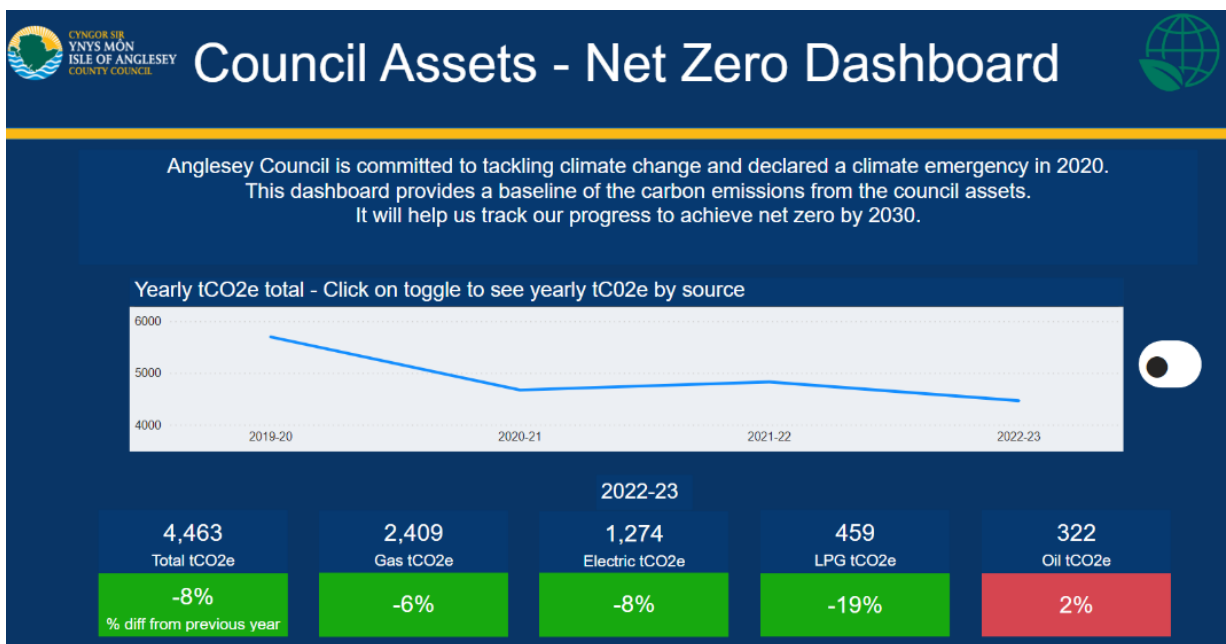 CYNGOR SIR
YNYS MÔN
ISLE OF ANGLESEY
COUNTY COUNCIL
Council Assets - Net Zero Dashboard
Anglesey Council is committed to tackling climate change and declared a climate emergency in 2020.
This dashboard provides a baseline of the carbon emissions from the council assets.
It will help us track our progress to achieve net zero by 2030.
Yearly tCO2e total - Click on toggle to see yearly tC02e by source
6000
5000
4000
2019-20 2020-21 2021-22 2022-23
2022-23
4,463 2,409 1,274 459 322
Total tCO2e Gas tCO2e Electric tCO2e LPG tCO2e Oil tCO2e
-8% -6% -8% -19% 2%
% diff from previous year